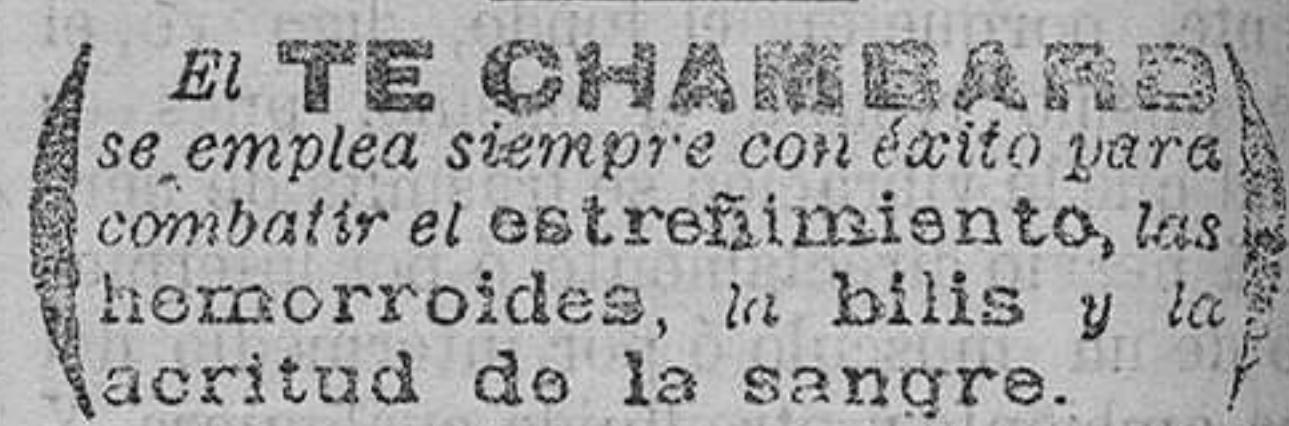 El TE CHAMBARD
se emplea siempre con éxito para
combatir el estreñimiento, las
hemorroides, la bilis y la
acritud de la sangre.